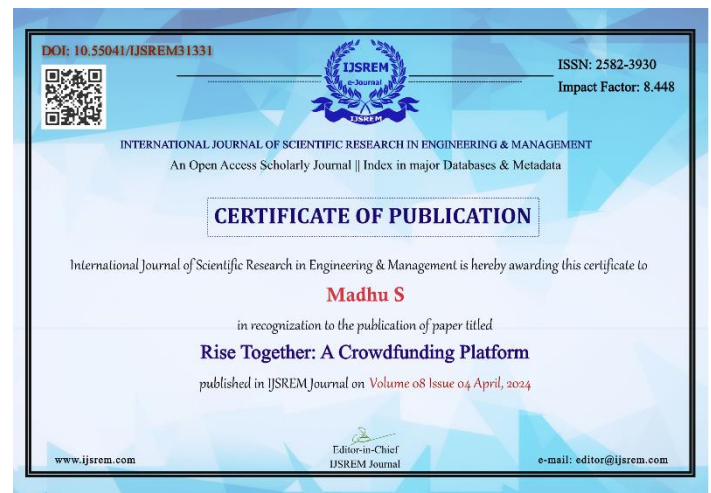 DOI: 10.55041/IJSREM31331
IJSREM
e-Journal
IJSREM
ISSN: 2582-3930
Impact Factor: 8.448
INTERNATIONAL JOURNAL OF SCIENTIFIC RESEARCH IN ENGINEERING & MANAGEMENT
An Open Access Scholarly Journal || Index in major Databases & Metadata
CERTIFICATE OF PUBLICATION
International Journal of Scientific Research in Engineering & Management is hereby awarding this certificate to
Madhu S
in recognization to the publication of paper titled
Rise Together: A Crowdfunding Platform
published in IJSREM Journal on Volume 08 Issue 04 April, 2024
Editor-in-Chief
IJSREM Journal
www.ijsrem.com
e-mail: editor@ijsrem.com